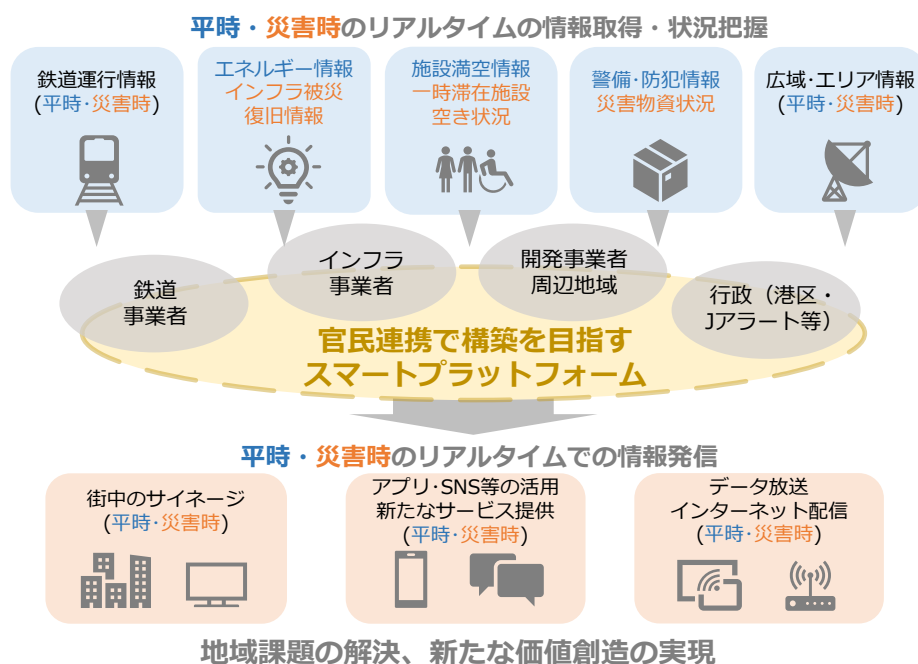 平時・災害時のリアルタイムの情報取得・状況把握
鉄道運行情報
(平時･災害時)
エネルギー情報
インフラ被災
復旧情報
施設満空情報
一時滞在施設
空き状況
警備･防犯情報
災害物資状況
広域･エリア情報
(平時･災害時)
鉄道
事業者
インフラ
事業者
開発事業者
周辺地域
行政（港区・
Jアラート等）
官民連携で構築を目指す
スマートプラットフォーム
平時・災害時のリアルタイムでの情報発信
街中のサイネージ
(平時･災害時)
アプリ･SNS等の活用
新たなサービス提供
(平時･災害時)
データ放送
インターネット配信
(平時･災害時)
地域課題の解決、新たな価値創造の実現